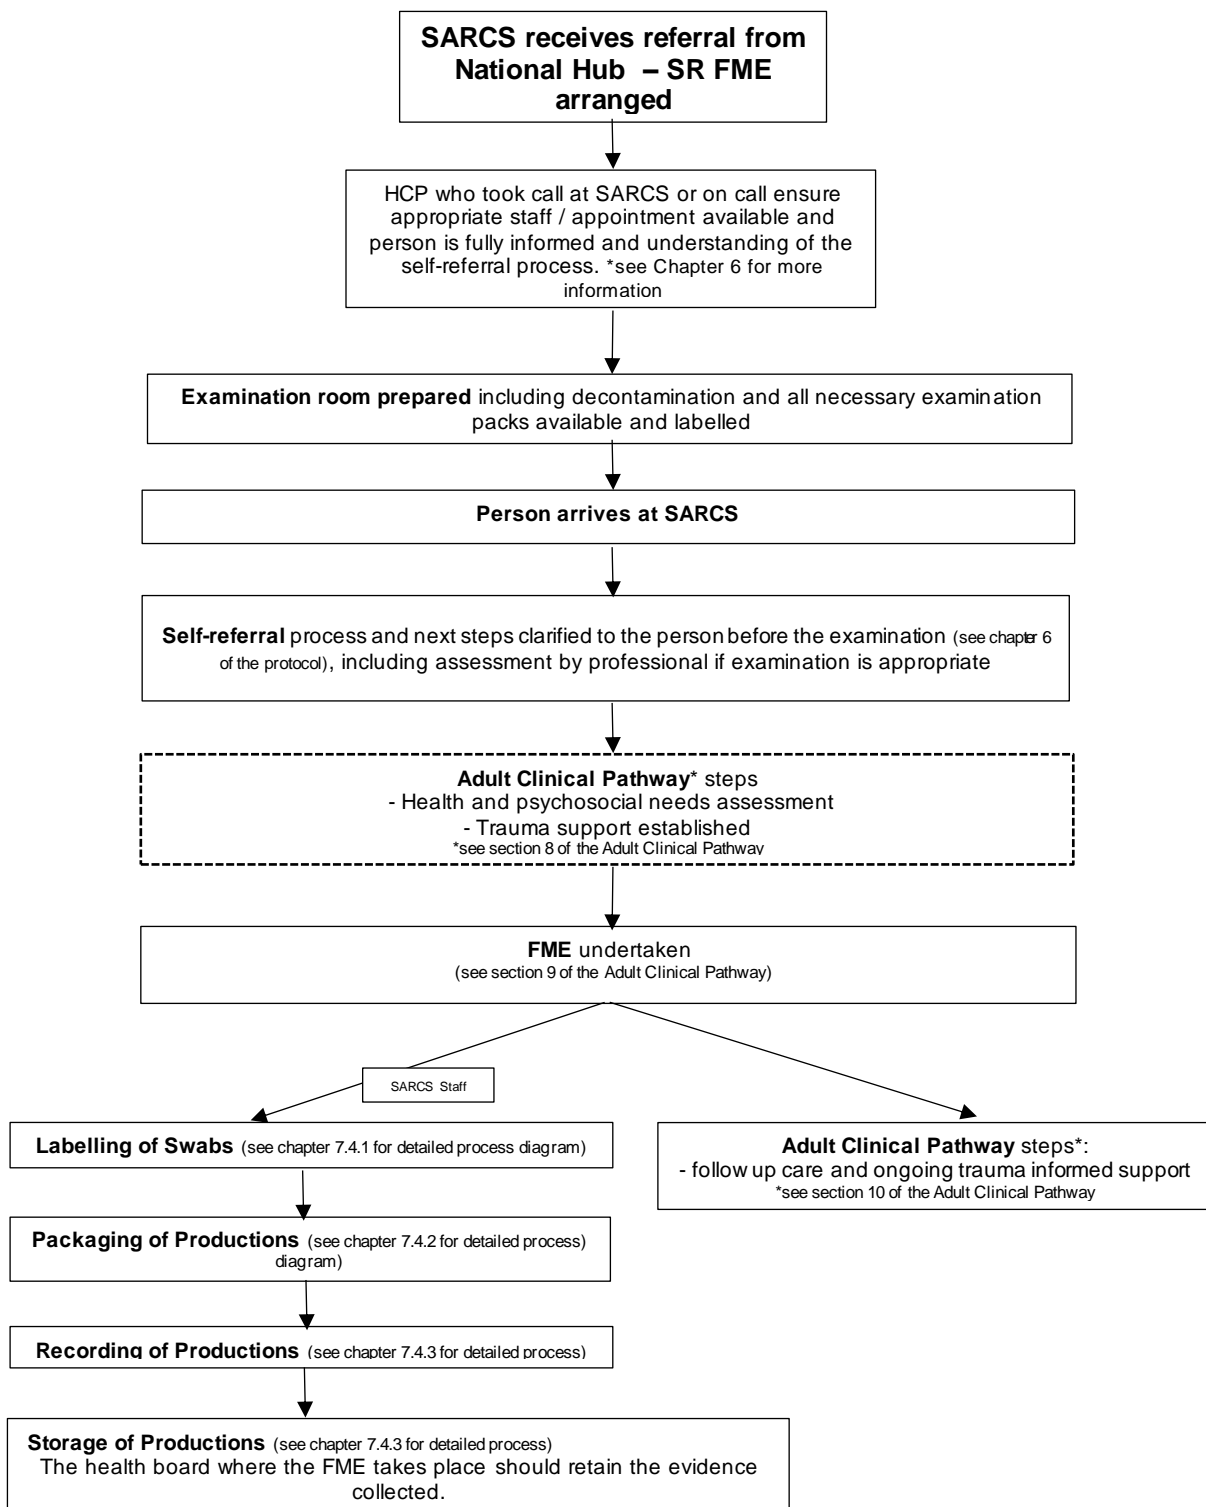 SARCS receives referral from
National Hub – SR FME
arranged
HCP who took call at SARCS or on call ensure
appropriate staff / appointment available and
person is fully informed and understanding of the
self-referral process. *see Chapter 6 for more
information
Examination room prepared including decontamination and all necessary examination
packs available and labelled
Person arrives at SARCS
Self-referral process and next steps clarified to the person before the examination (see chapter 6
of the protocol), including assessment by professional if examination is appropriate
Adult Clinical Pathway* steps
- Health and psychosocial needs assessment
- Trauma support established
*see section 8 of the Adult Clinical Pathway
FME undertaken
(see section 9 of the Adult Clinical Pathway)
SARCS Staff
Labelling of Swabs (see chapter 7.4.1 for detailed process diagram)
Adult Clinical Pathway steps*:
- follow up care and ongoing trauma informed support
*see section 10 of the Adult Clinical Pathway
Packaging of Productions (see chapter 7.4.2 for detailed process)
diagram)
Recording of Productions (see chapter 7.4.3 for detailed process)
Storage of Productions (see chapter 7.4.3 for detailed process)
The health board where the FME takes place should retain the evidence
collected.